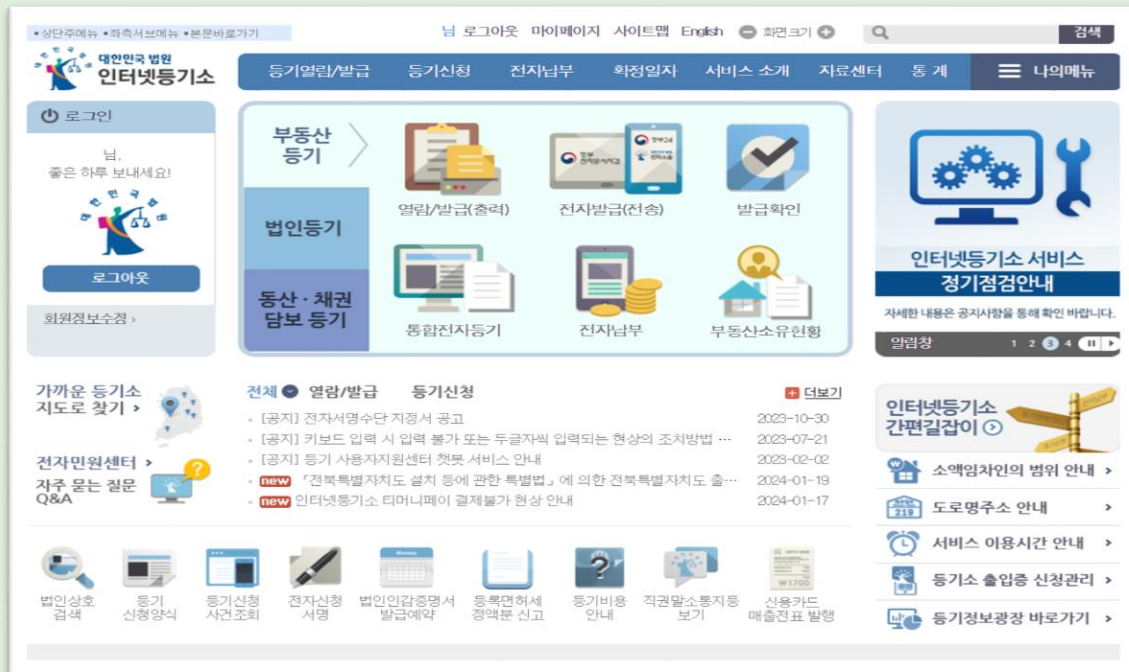 ▪상단주메뉴 ▪좌측서브메뉴 ▪본문바로가기
님 로그아웃 마이페이지 사이트맵 English 화면크기
검색
대한민국 법원
인터넷등기소
등기열람/발급 등기신청 전자납부 확정일자 서비스 소개 자료센터 통 계 나의메뉴
로그인
님,
좋은 하루 보내세요!
대한민국법원
로그아웃
회원정보수정 ›
부동산
등기
법인등기
동산 · 채권
담보 등기
열람/발급(출력)
정부
전자문서지갑
정부24
전자발급(전송)
발급확인
통합전자등기
전자납부
부동산소유현황
인터넷등기소 서비스
정기점검안내
자세한 내용은 공지사항을 통해 확인 바랍니다.
알림창 1 2 3 4
가까운 등기소
지도로 찾기 ›
전자민원센터 ›
자주 묻는 질문
Q&A
전체 열람/발급 등기신청 더보기
[공지] 전자서명수단 지정서 공고 2023-10-30
[공지] 키보드 입력 시 입력 불가 또는 두글자씩 입력되는 현상의 조치방법 … 2023-07-21
[공지] 등기 사용자지원센터 챗봇 서비스 안내 2023-02-02
new 「전북특별자치도 설치 등에 관한 특별법」에 의한 전북특별자치도 출… 2024-01-19
new 인터넷등기소 티머니페이 결제불가 현상 안내 2024-01-17
인터넷등기소
간편길잡이
소액임차인의 범위 안내 ›
219
도로명주소 안내 ›
서비스 이용시간 안내 ›
등기소 출입증 신청관리 ›
등기정보광장 바로가기 ›
법인상호
검색
등기
신청양식
등기신청
사건조회
전자신청
서명
Monday
법인인감증명서
발급예약
등록면허세
정액분 신고
등기비용
안내
직권말소통지등
보기
₩1700
신용카드
매출전표 발행